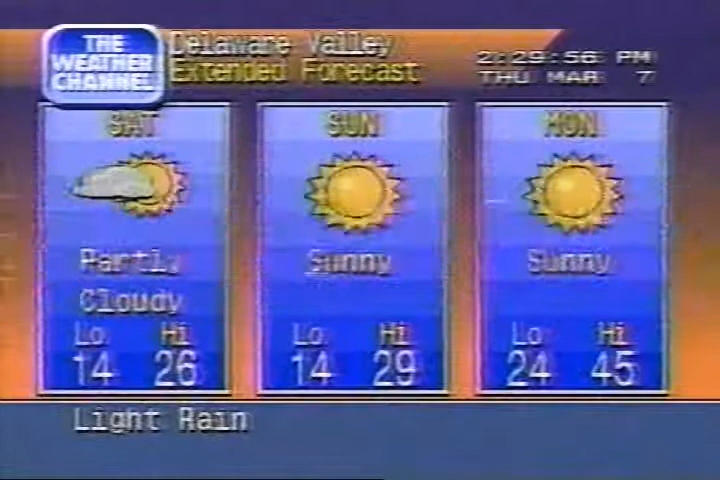 THE
WEATHER
CHANNEL
Delaware Valley
Extended Forecast
2:29:56 PM
THU MAR 7
SAT
SUN
MON
Partly
Cloudy
Sunny
Sunny
Lo Hi
14 26
Lo Hi
14 29
Lo Hi
24 45
Light Rain